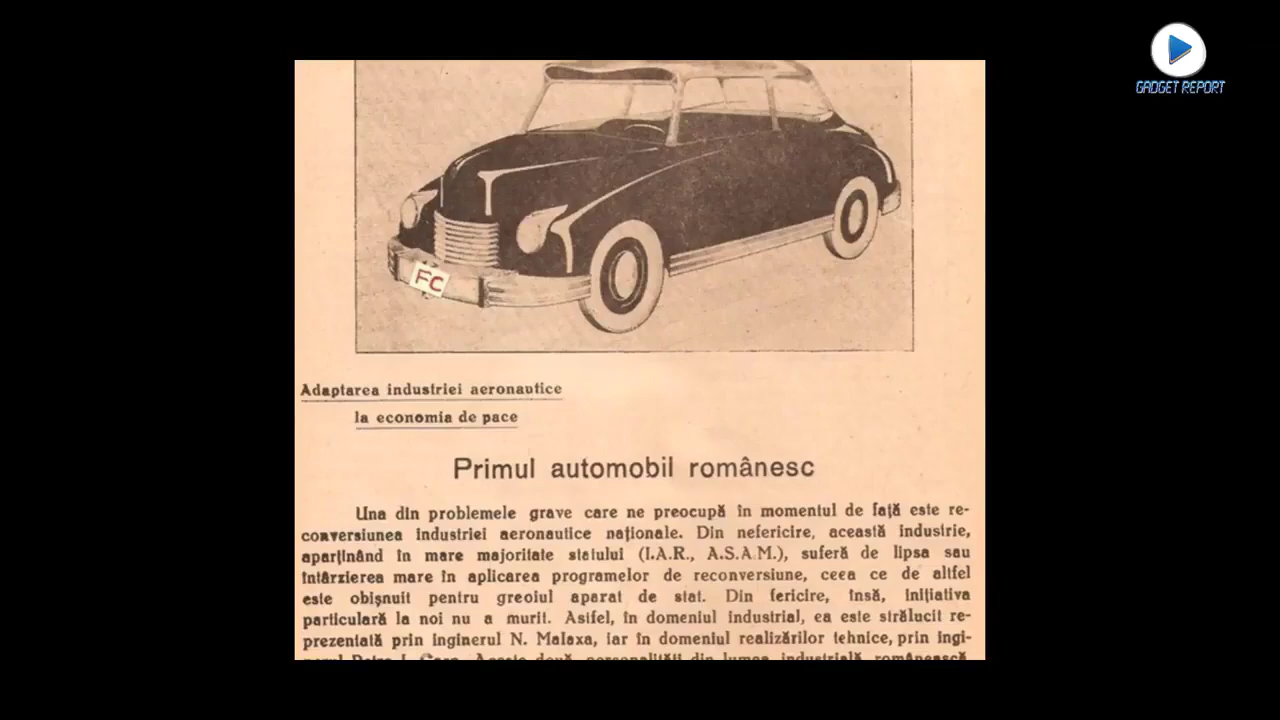 GADGET REPORT
FC
Adaptarea industriei aeronautice
la economia de pace
Primul automobil românesc
Una din problemele grave care ne preocupă în momentul de față este re-
conversiunea industriei aeronautice naționale. Din nefericire, această industrie,
aparținând în mare majoritate statului (I.A.R., A.S.A.M.), suferă de lipsa sau
întârzierea mare în aplicarea programelor de reconversiune, ceea ce de altfel
este obișnuit pentru greoiul aparat de stat. Din fericire, însă, inițiativa
particulară la noi nu a murit. Astfel, în domeniul industrial, ea este strălucit re-
prezentată prin inginerul N. Malaxa, iar în domeniul realizărilor tehnice, prin ingi-